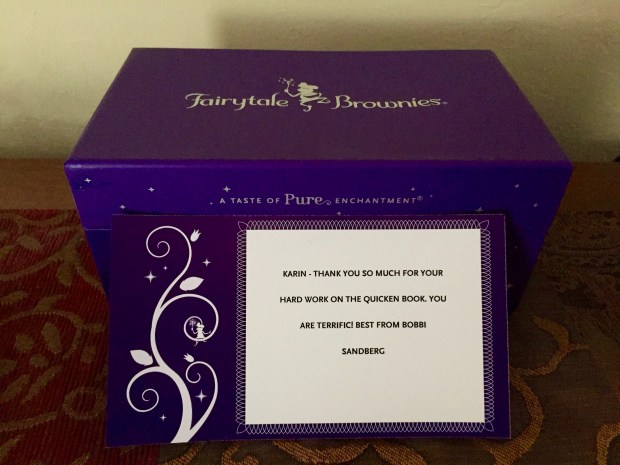 Fairytale Brownies®
A TASTE OF Pure ENCHANTMENT®
KARIN - THANK YOU SO MUCH FOR YOUR
HARD WORK ON THE QUICKEN BOOK. YOU
ARE TERRIFIC! BEST FROM BOBBI
SANDBERG